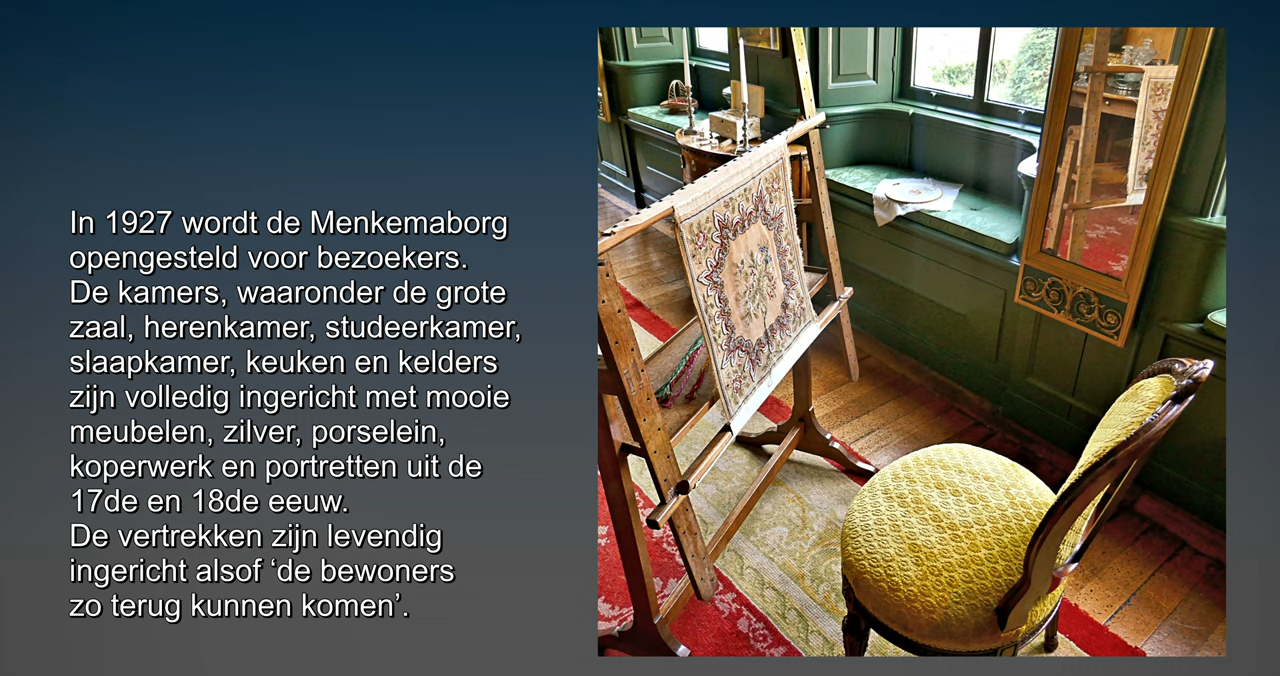 In 1927 wordt de Menkemaborg
opengesteld voor bezoekers.
De kamers, waaronder de grote
zaal, herenkamer, studeerkamer,
slaapkamer, keuken en kelders
zijn volledig ingericht met mooie
meubelen, zilver, porselein,
koperwerk en portretten uit de
17de en 18de eeuw.
De vertrekken zijn levendig
ingericht alsof ‘de bewoners
zo terug kunnen komen’.